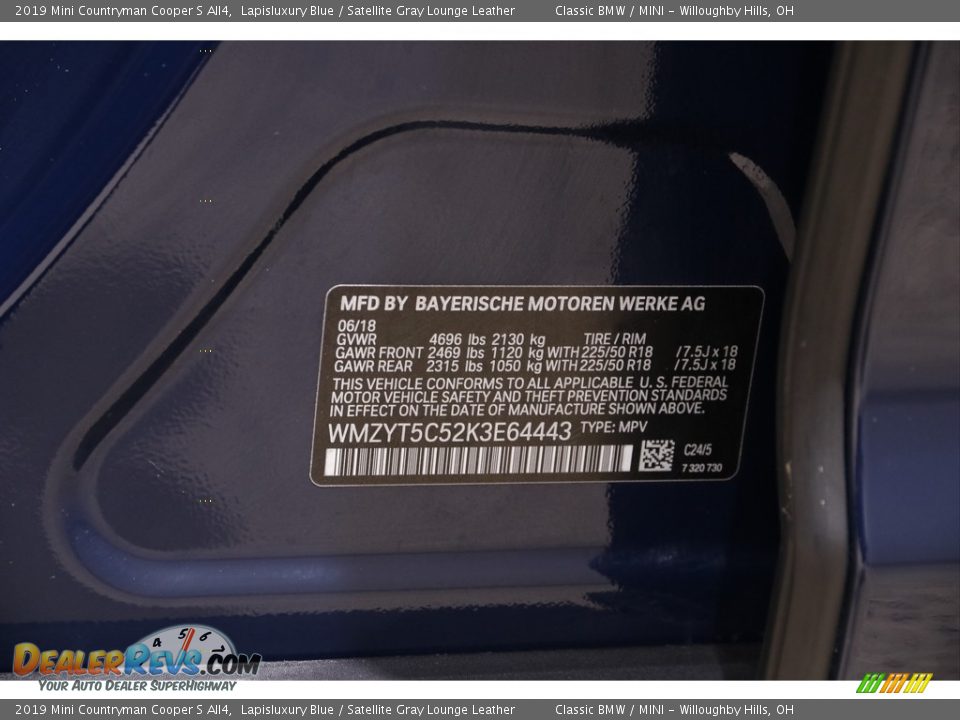 2019 Mini Countryman Cooper S All4, Lapisluxury Blue / Satellite Gray Lounge Leather Classic BMW / MINI - Willoughby Hills, OH
MFD BY BAYERISCHE MOTOREN WERKE AG
06/18
GVWR 4696 lbs 2130 kg TIRE / RIM
GAWR FRONT 2469 lbs 1120 kg WITH 225/50 R18 /7.5J x 18
GAWR REAR 2315 lbs 1050 kg WITH 225/50 R18 /7.5J x 18
THIS VEHICLE CONFORMS TO ALL APPLICABLE U. S. FEDERAL
MOTOR VEHICLE SAFETY AND THEFT PREVENTION STANDARDS
IN EFFECT ON THE DATE OF MANUFACTURE SHOWN ABOVE.
WMZYT5C52K3E64443 TYPE: MPV
C24/5
7 320 730
4 5 6
DEALERREVS.COM
YOUR AUTO DEALER SUPERHIGHWAY
2019 Mini Countryman Cooper S All4, Lapisluxury Blue / Satellite Gray Lounge Leather Classic BMW / MINI - Willoughby Hills, OH